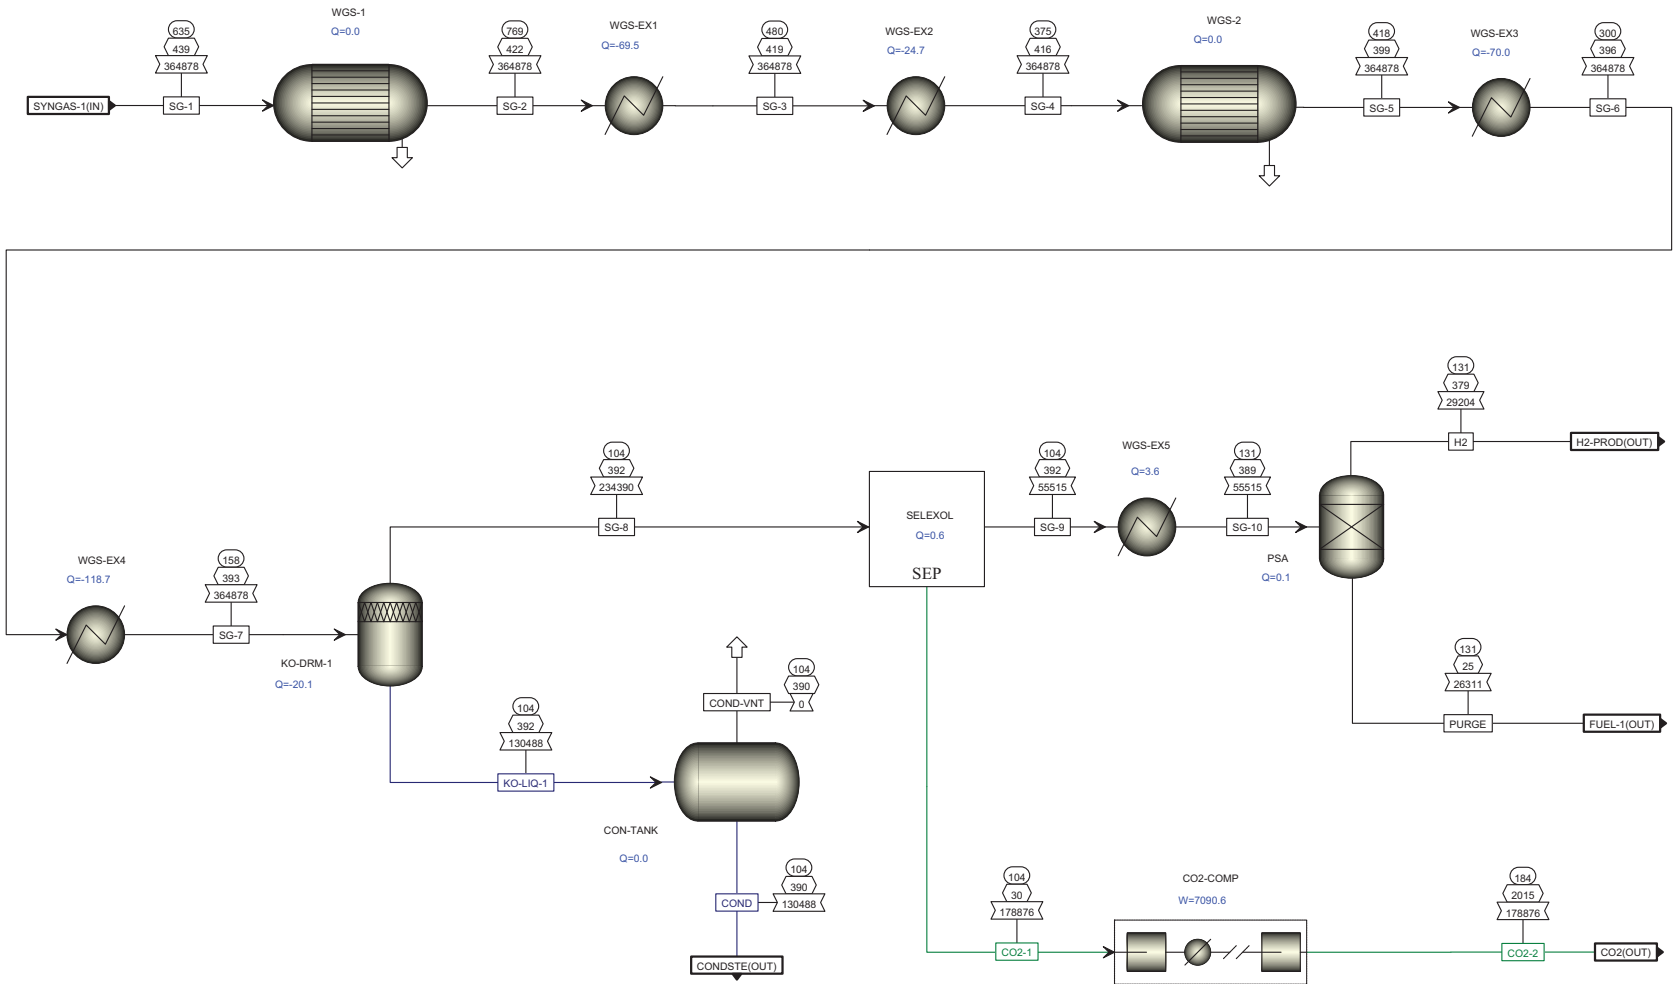 WGS-1
Q=0.0
WGS-EX1
Q=-69.5
WGS-EX2
Q=-24.7
WGS-2
Q=0.0
WGS-EX3
Q=-70.0
635
439
364878
769
422
364878
480
419
364878
375
416
364878
418
399
364878
300
396
364878
SYNGAS-1(IN)
SG-1
SG-2
SG-3
SG-4
SG-5
SG-6
131
379
29204
H2
H2-PROD(OUT)
104
392
234390
SG-8
SELEXOL
Q=0.6
SEP
104
392
55515
SG-9
WGS-EX5
Q=3.6
131
389
55515
SG-10
PSA
Q=0.1
WGS-EX4
Q=-118.7
158
393
364878
SG-7
KO-DRM-1
Q=-20.1
104
392
130488
KO-LIQ-1
104
390
0
COND-VNT
131
25
26311
PURGE
FUEL-1(OUT)
CON-TANK
Q=0.0
104
390
130488
COND
CONDSTE(OUT)
104
30
178876
CO2-1
CO2-COMP
W=7090.6
184
2015
178876
CO2-2
CO2(OUT)